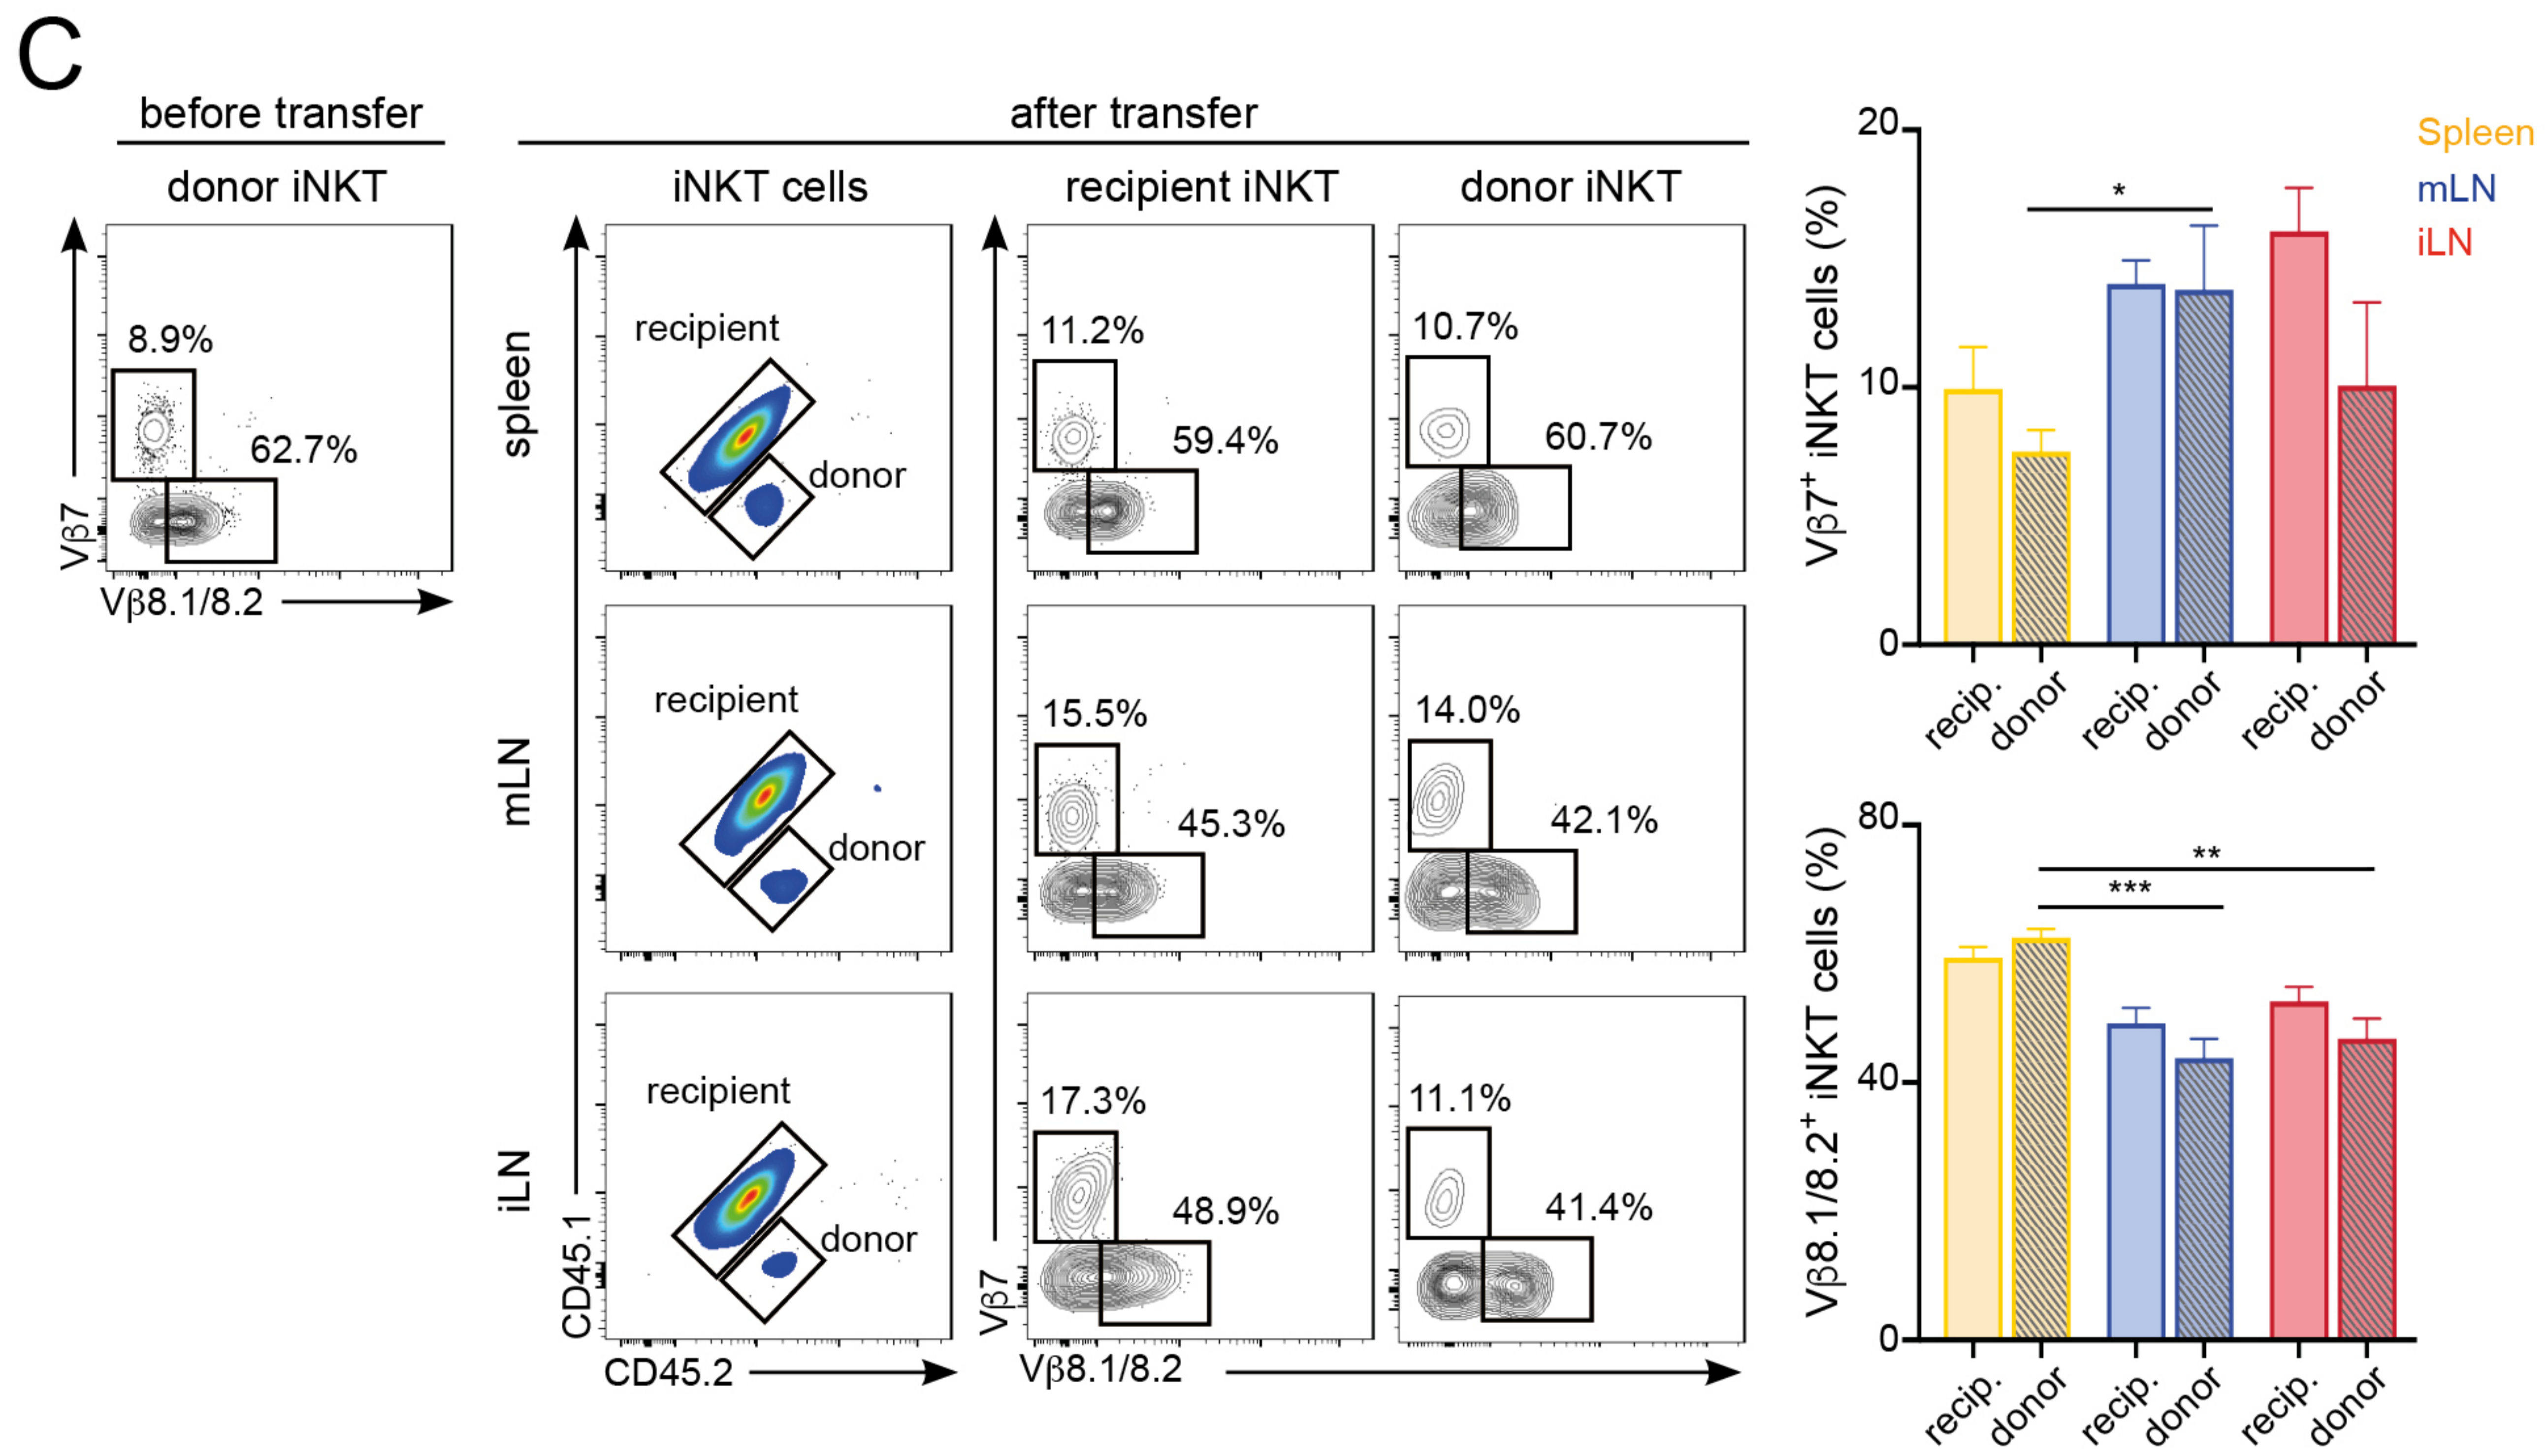 C
before transfer
after transfer
donor iNKT
iNKT cells
recipient iNKT
donor iNKT
8.9%
62.7%
Vβ7
Vβ8.1/8.2
spleen
recipient
donor
11.2%
59.4%
10.7%
60.7%
mLN
recipient
donor
15.5%
45.3%
14.0%
42.1%
iLN
recipient
donor
17.3%
48.9%
11.1%
41.4%
CD45.1
CD45.2
Vβ7
Vβ8.1/8.2
Vβ7⁺ iNKT cells (%)
20
10
0
*
Spleen
mLN
iLN
recip.
donor
recip.
donor
recip.
donor
Vβ8.1/8.2⁺ iNKT cells (%)
80
40
0
**
***
recip.
donor
recip.
donor
recip.
donor